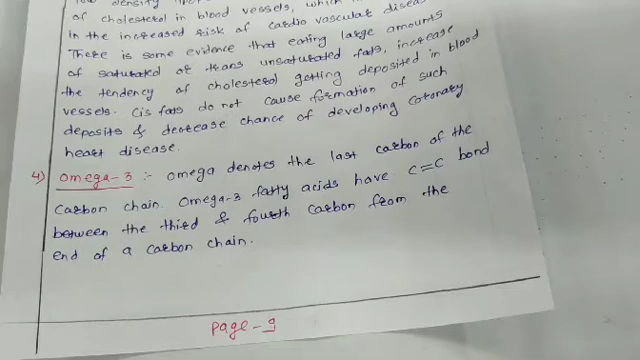 low density
of cholesterol in blood vessels, which
in the increased risk of cardio vascular
There is some evidence that eating large amounts
of saturated or trans unsaturated fats, increase
the tendency of cholesterol getting deposited in blood
vessels. Cis fats do not cause formation of such
deposits & decrease chance of developing coronary
heart disease.
4) Omega-3 :- omega denotes the last carbon of the
carbon chain. Omega-3 fatty acids have C=C bond
between the third & fourth carbon from the
end of a carbon chain.
page-9